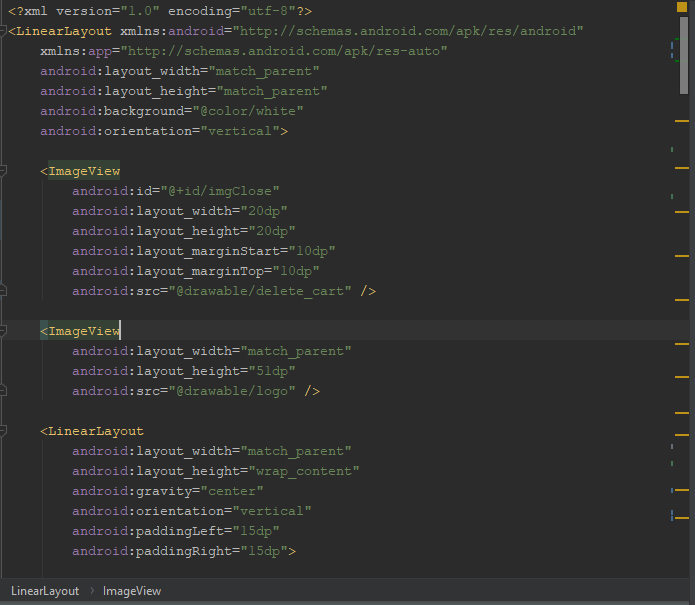 <?xml version="1.0" encoding="utf-8"?>
<LinearLayout xmlns:android="http://schemas.android.com/apk/res/android"
    xmlns:app="http://schemas.android.com/apk/res-auto"
    android:layout_width="match_parent"
    android:layout_height="match_parent"
    android:background="@color/white"
    android:orientation="vertical">

    <ImageView
        android:id="@+id/imgClose"
        android:layout_width="20dp"
        android:layout_height="20dp"
        android:layout_marginStart="10dp"
        android:layout_marginTop="10dp"
        android:src="@drawable/delete_cart" />

    <ImageView
        android:layout_width="match_parent"
        android:layout_height="51dp"
        android:src="@drawable/logo" />

    <LinearLayout
        android:layout_width="match_parent"
        android:layout_height="wrap_content"
        android:gravity="center"
        android:orientation="vertical"
        android:paddingLeft="15dp"
        android:paddingRight="15dp">

LinearLayout › ImageView